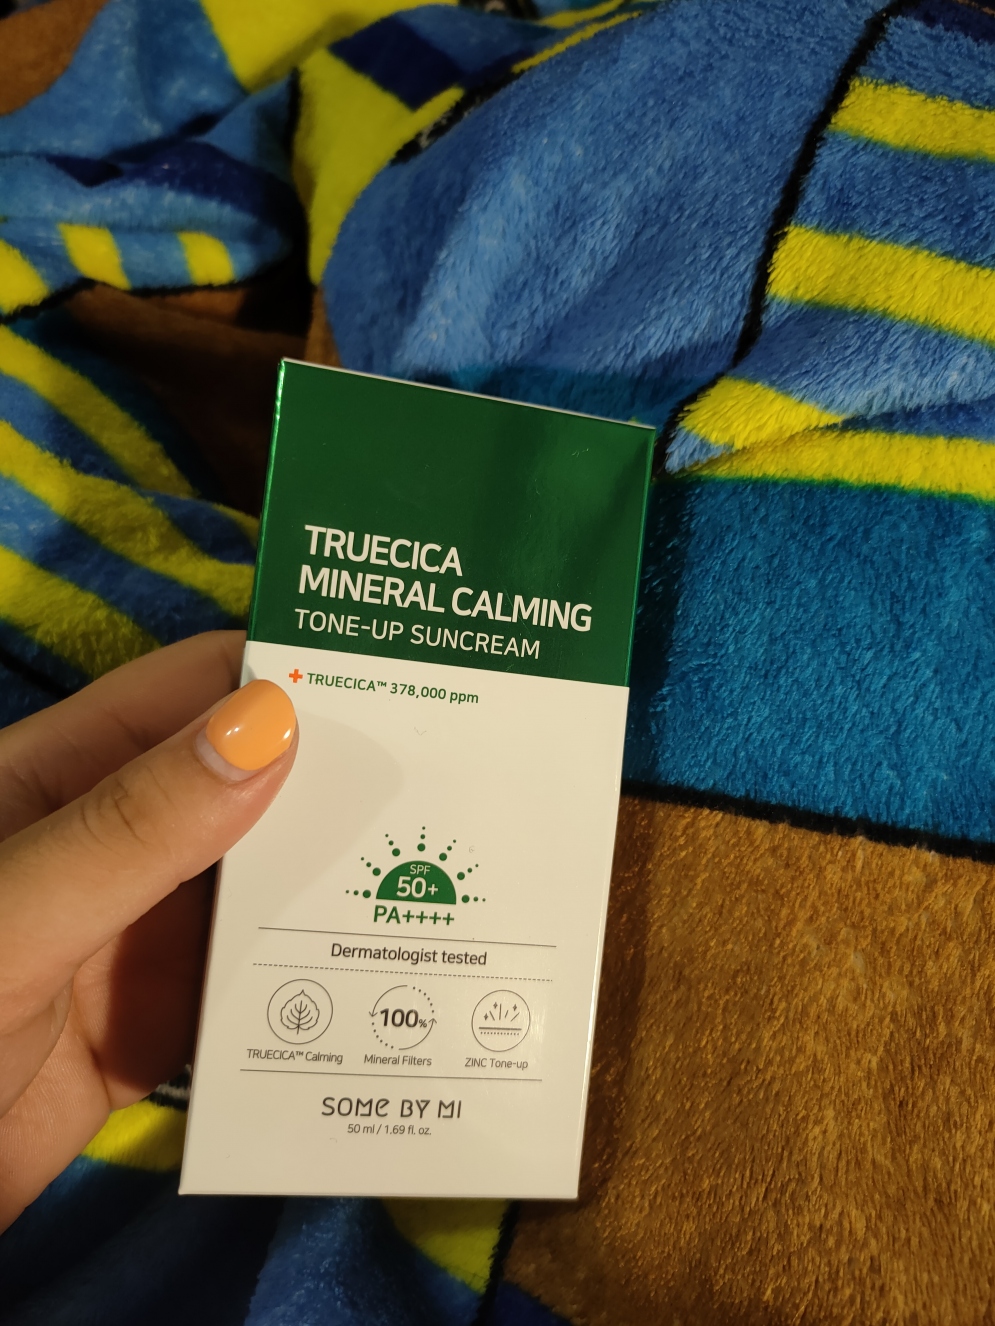 TRUECICA
MINERAL CALMING
TONE-UP SUNCREAM
TRUECICA™ 378,000 ppm
SPF
50+
PA++++
Dermatologist tested
100%
TRUECICA™ Calming
Mineral Filters
ZINC Tone-up
SOME BY MI
50 ml / 1.69 fl. oz.